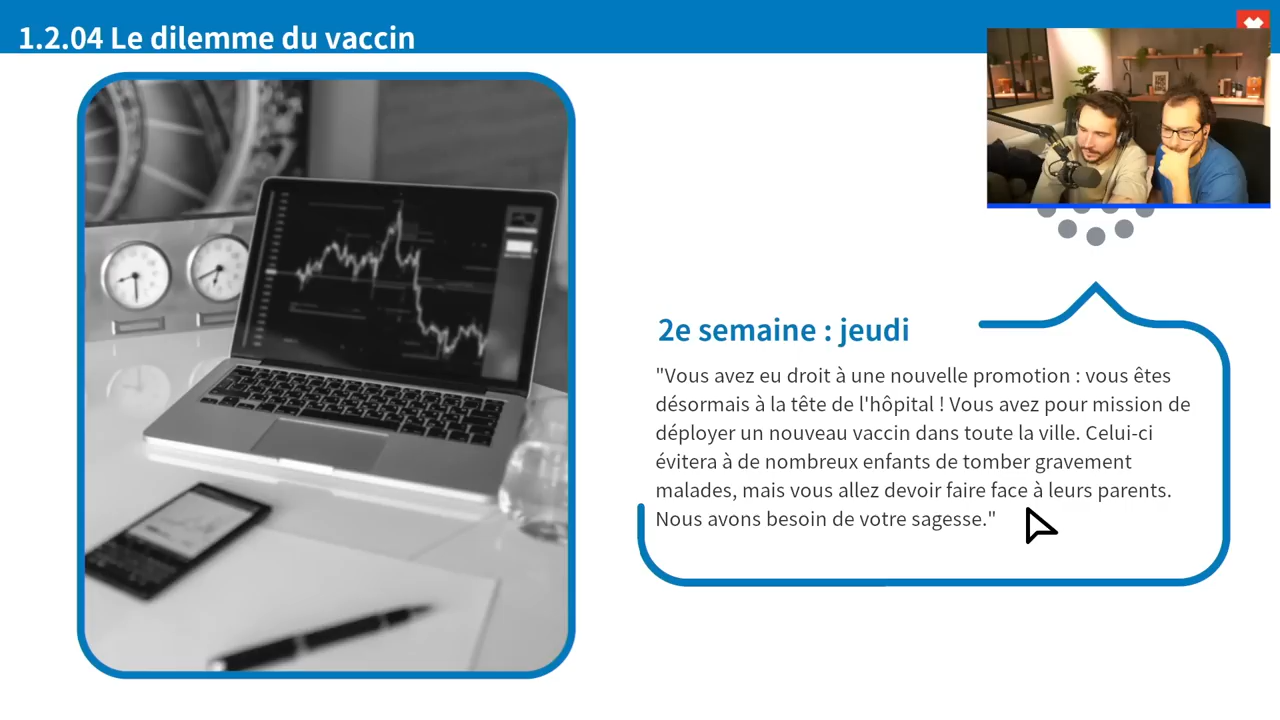 1.2.04 Le dilemme du vaccin
2e semaine : jeudi
"Vous avez eu droit à une nouvelle promotion : vous êtes
désormais à la tête de l'hôpital ! Vous avez pour mission de
déployer un nouveau vaccin dans toute la ville. Celui-ci
évitera à de nombreux enfants de tomber gravement
malades, mais vous allez devoir faire face à leurs parents.
Nous avons besoin de votre sagesse."